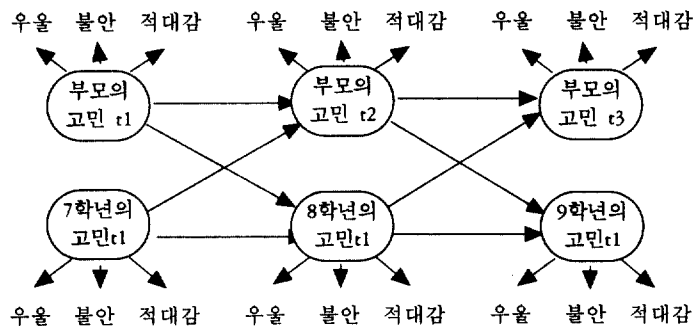 우울 불안 적대감 우울 불안 적대감 우울 불안 적대감
부모의 부모의 부모의
고민 t1 고민 t2 고민 t3
7학년의 8학년의 9학년의
고민t1 고민t1 고민t1
우울 불안 적대감 우울 불안 적대감 우울 불안 적대감